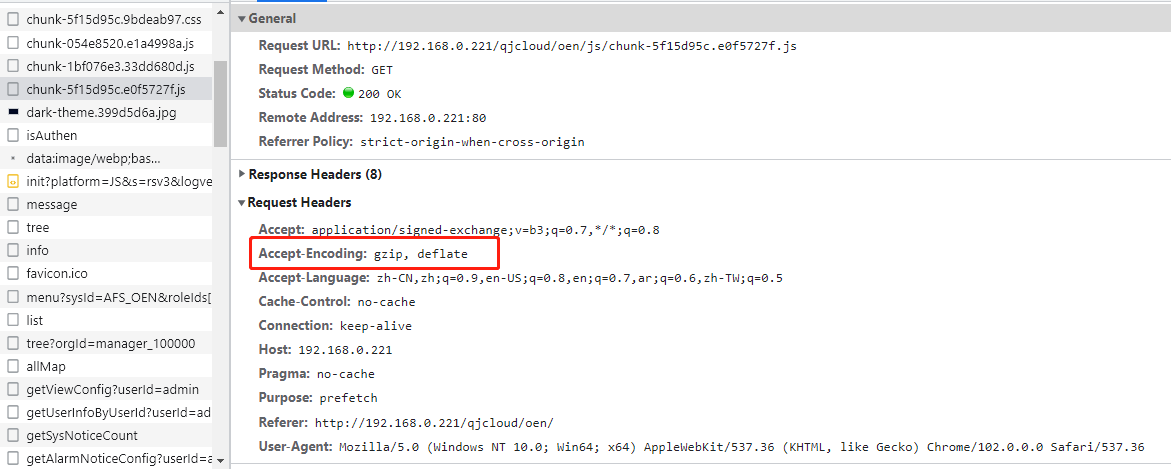 chunk-5f15d95c.9bdeab97.css
chunk-054e8520.e1a4998a.js
chunk-1bf076e3.33dd680d.js
chunk-5f15d95c.e0f5727f.js
dark-theme.399d5d6a.jpg
isAuthen
data:image/webp;bas...
init?platform=JS&s=rsv3&logve
message
tree
info
favicon.ico
menu?sysId=AFS_OEN&roleIds[
list
tree?orgId=manager_100000
allMap
getViewConfig?userId=admin
getUserInfoByUserId?userId=ad
getSysNoticeCount
getAlarmNoticeConfig?userId=a
General
Request URL: http://192.168.0.221/qjcloud/oen/js/chunk-5f15d95c.e0f5727f.js
Request Method: GET
Status Code: 200 OK
Remote Address: 192.168.0.221:80
Referrer Policy: strict-origin-when-cross-origin
Response Headers (8)
Request Headers
Accept: application/signed-exchange;v=b3;q=0.7,*/*;q=0.8
Accept-Encoding: gzip, deflate
Accept-Language: zh-CN,zh;q=0.9,en-US;q=0.8,en;q=0.7,ar;q=0.6,zh-TW;q=0.5
Cache-Control: no-cache
Connection: keep-alive
Host: 192.168.0.221
Pragma: no-cache
Purpose: prefetch
Referer: http://192.168.0.221/qjcloud/oen/
User-Agent: Mozilla/5.0 (Windows NT 10.0; Win64; x64) AppleWebKit/537.36 (KHTML, like Gecko) Chrome/102.0.0.0 Safari/537.36